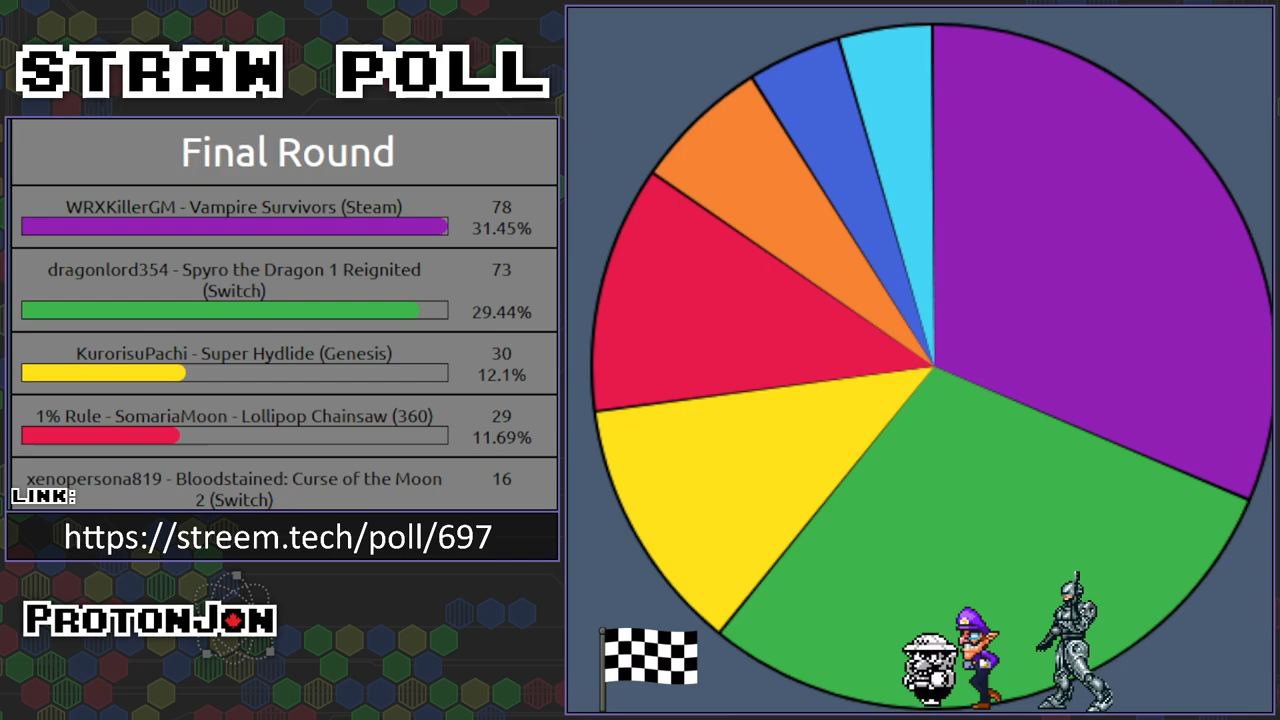 STRAW POLL
Final Round
WRXKillerGM - Vampire Survivors (Steam) 78
31.45%
dragonlord354 - Spyro the Dragon 1 Reignited 73
(Switch)
29.44%
KurorisuPachi - Super Hydlide (Genesis) 30
12.1%
1% Rule - SomariaMoon - Lollipop Chainsaw (360) 29
11.69%
xenopersona819 - Bloodstained: Curse of the Moon 16
2 (Switch)
LINK:
https://streem.tech/poll/697
PROTONJON